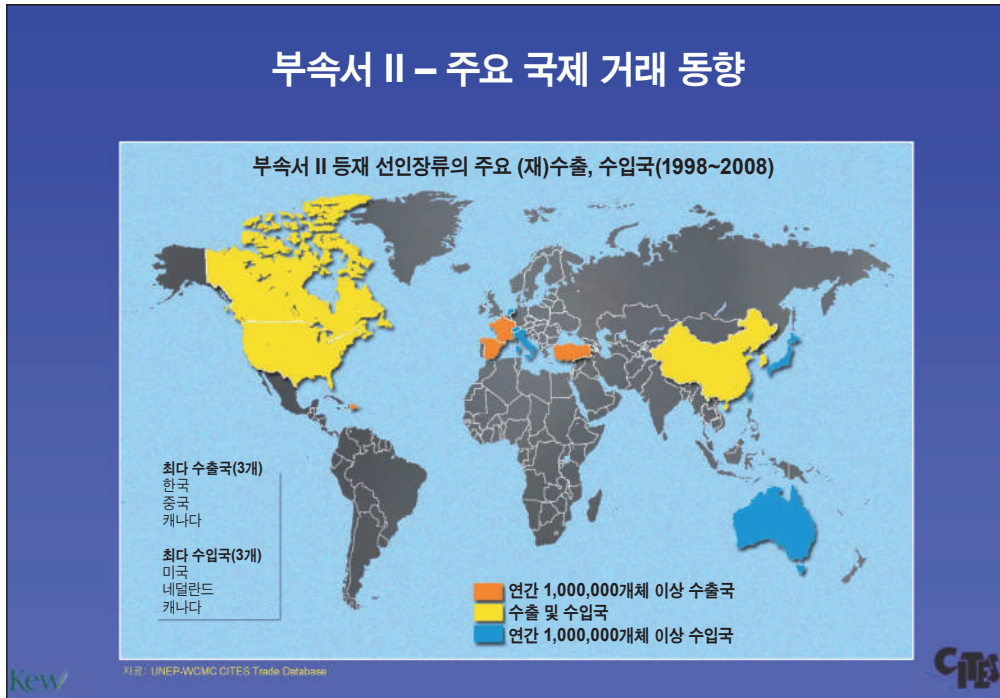 부속서 II – 주요 국제 거래 동향
부속서 II 등재 선인장류의 주요 (재)수출, 수입국(1998~2008)
최다 수출국(3개)
한국
중국
캐나다
최다 수입국(3개)
미국
네덜란드
캐나다
연간 1,000,000개체 이상 수출국
수출 및 수입국
연간 1,000,000개체 이상 수입국
자료: UNEP-WCMC CITES Trade Database
Kew
CITES